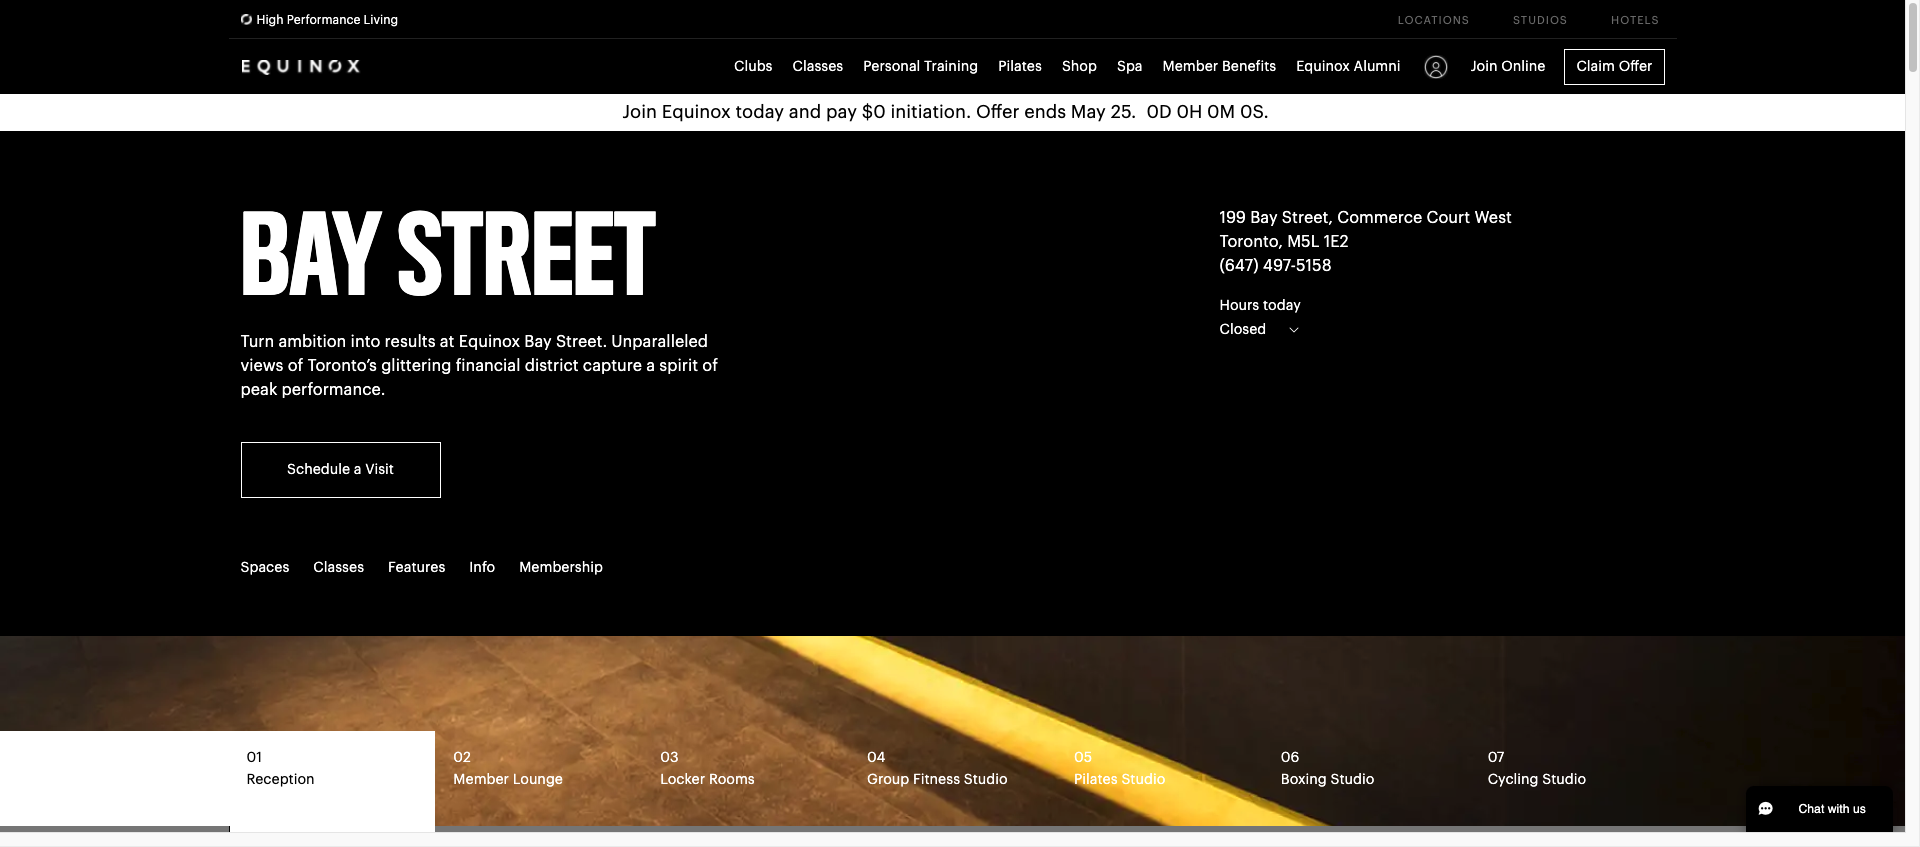 High Performance Living
LOCATIONS STUDIOS HOTELS
EQUINOX
Clubs Classes Personal Training Pilates Shop Spa Member Benefits Equinox Alumni Join Online Claim Offer
Join Equinox today and pay $0 initiation. Offer ends May 25. 0D 0H 0M 0S.
BAY STREET
Turn ambition into results at Equinox Bay Street. Unparalleled
views of Toronto’s glittering financial district capture a spirit of
peak performance.
Schedule a Visit
199 Bay Street, Commerce Court West
Toronto, M5L 1E2
(647) 497-5158
Hours today
Closed
Spaces Classes Features Info Membership
01
Reception
02
Member Lounge
03
Locker Rooms
04
Group Fitness Studio
05
Pilates Studio
06
Boxing Studio
07
Cycling Studio
Chat with us